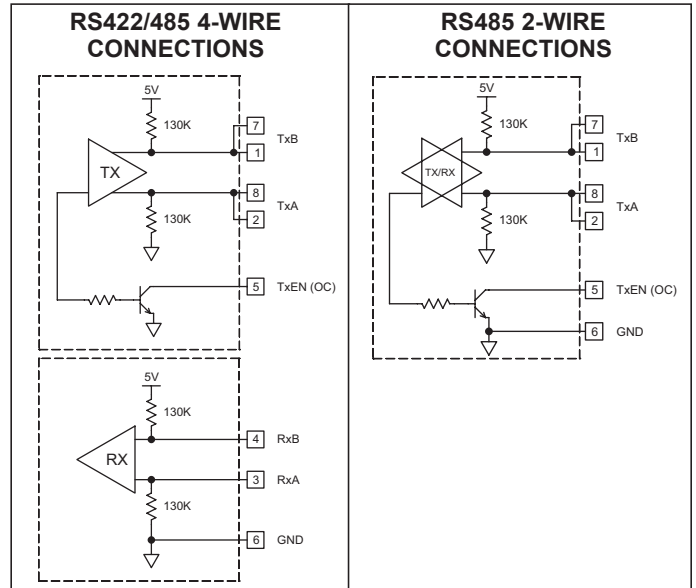 RS422/485 4-WIRE
CONNECTIONS
5V
130K
7
TxB
1
TX
8
TxA
130K
2
5 TxEN (OC)
5V
130K
4 RxB
RX
3 RxA
130K
6 GND
RS485 2-WIRE
CONNECTIONS
5V
130K
7
TxB
1
TX/RX
8
TxA
130K
2
5 TxEN (OC)
6 GND